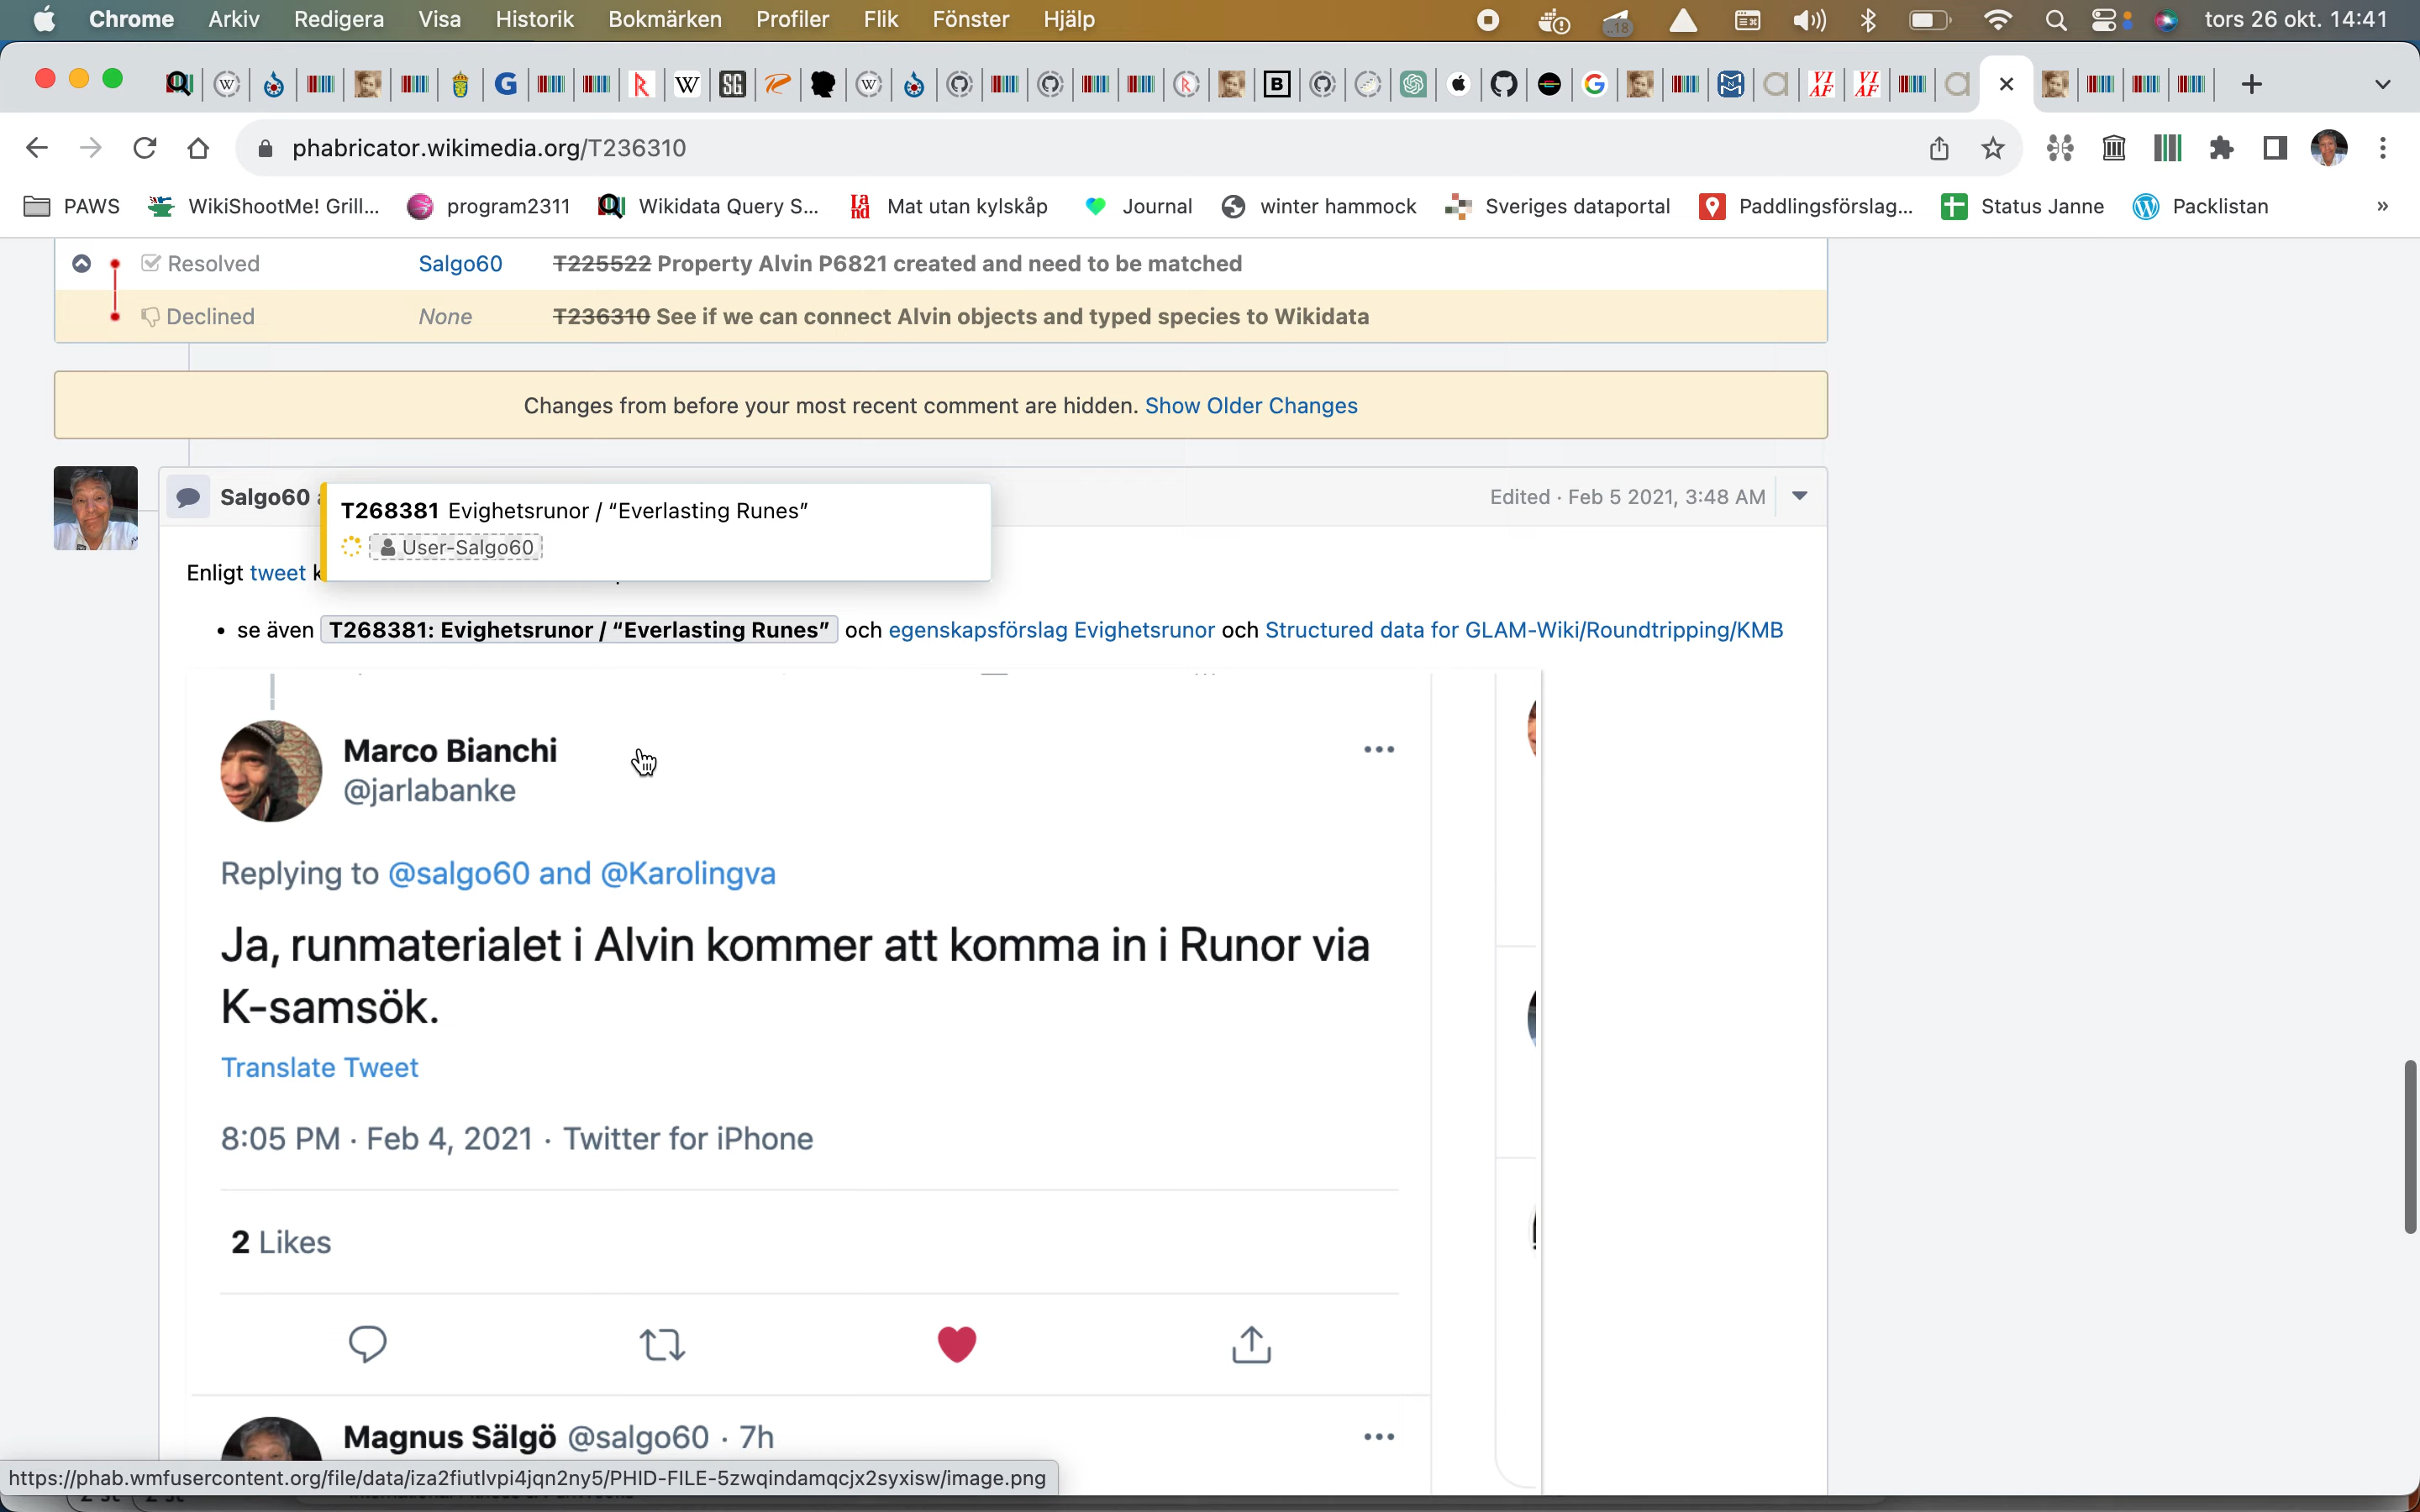 Chrome Arkiv Redigera Visa Historik Bokmärken Profiler Flik Fönster Hjälp tors 26 okt. 14:41
phabricator.wikimedia.org/T236310
PAWS WikiShootMe! Grill... program2311 Wikidata Query S... Mat utan kylskåp Journal winter hammock Sveriges dataportal Paddlingsförslag... Status Janne Packlistan »
Resolved Salgo60 T225522 Property Alvin P6821 created and need to be matched
Declined None T236310 See if we can connect Alvin objects and typed species to Wikidata
Changes from before your most recent comment are hidden. Show Older Changes
Salgo60 Edited · Feb 5 2021, 3:48 AM
T268381 Evighetsrunor / “Everlasting Runes”
User-Salgo60
Enligt tweet
• se även T268381: Evighetsrunor / “Everlasting Runes” och egenskapsförslag Evighetsrunor och Structured data for GLAM-Wiki/Roundtripping/KMB
Marco Bianchi
@jarlabanke
Replying to @salgo60 and @Karolingva
Ja, runmaterialet i Alvin kommer att komma in i Runor via
K-samsök.
Translate Tweet
8:05 PM · Feb 4, 2021 · Twitter for iPhone
2 Likes
Magnus Sälgö @salgo60 · 7h
https://phab.wmfusercontent.org/file/data/iza2fiutlvpi4jqn2ny5/PHID-FILE-5zwqindamqcjx2syxisw/image.png